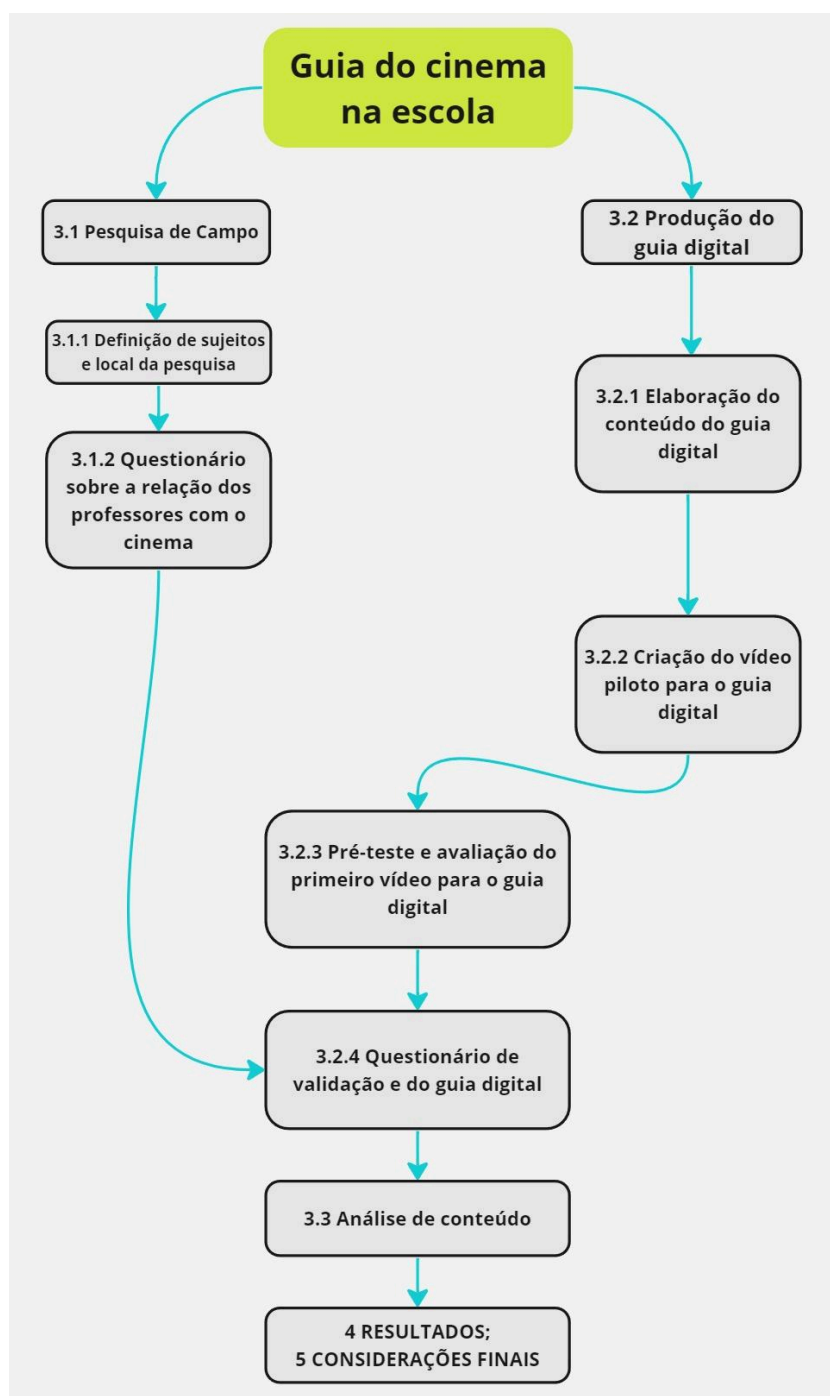 Guia do cinema
na escola
3.1 Pesquisa de Campo
3.1.1 Definição de sujeitos
e local da pesquisa
3.1.2 Questionário
sobre a relação dos
professores com o
cinema
3.2 Produção do
guia digital
3.2.1 Elaboração do
conteúdo do guia
digital
3.2.2 Criação do vídeo
piloto para o guia
digital
3.2.3 Pré-teste e avaliação do
primeiro vídeo para o guia
digital
3.2.4 Questionário de
validação e do guia digital
3.3 Análise de conteúdo
4 RESULTADOS;
5 CONSIDERAÇÕES FINAIS